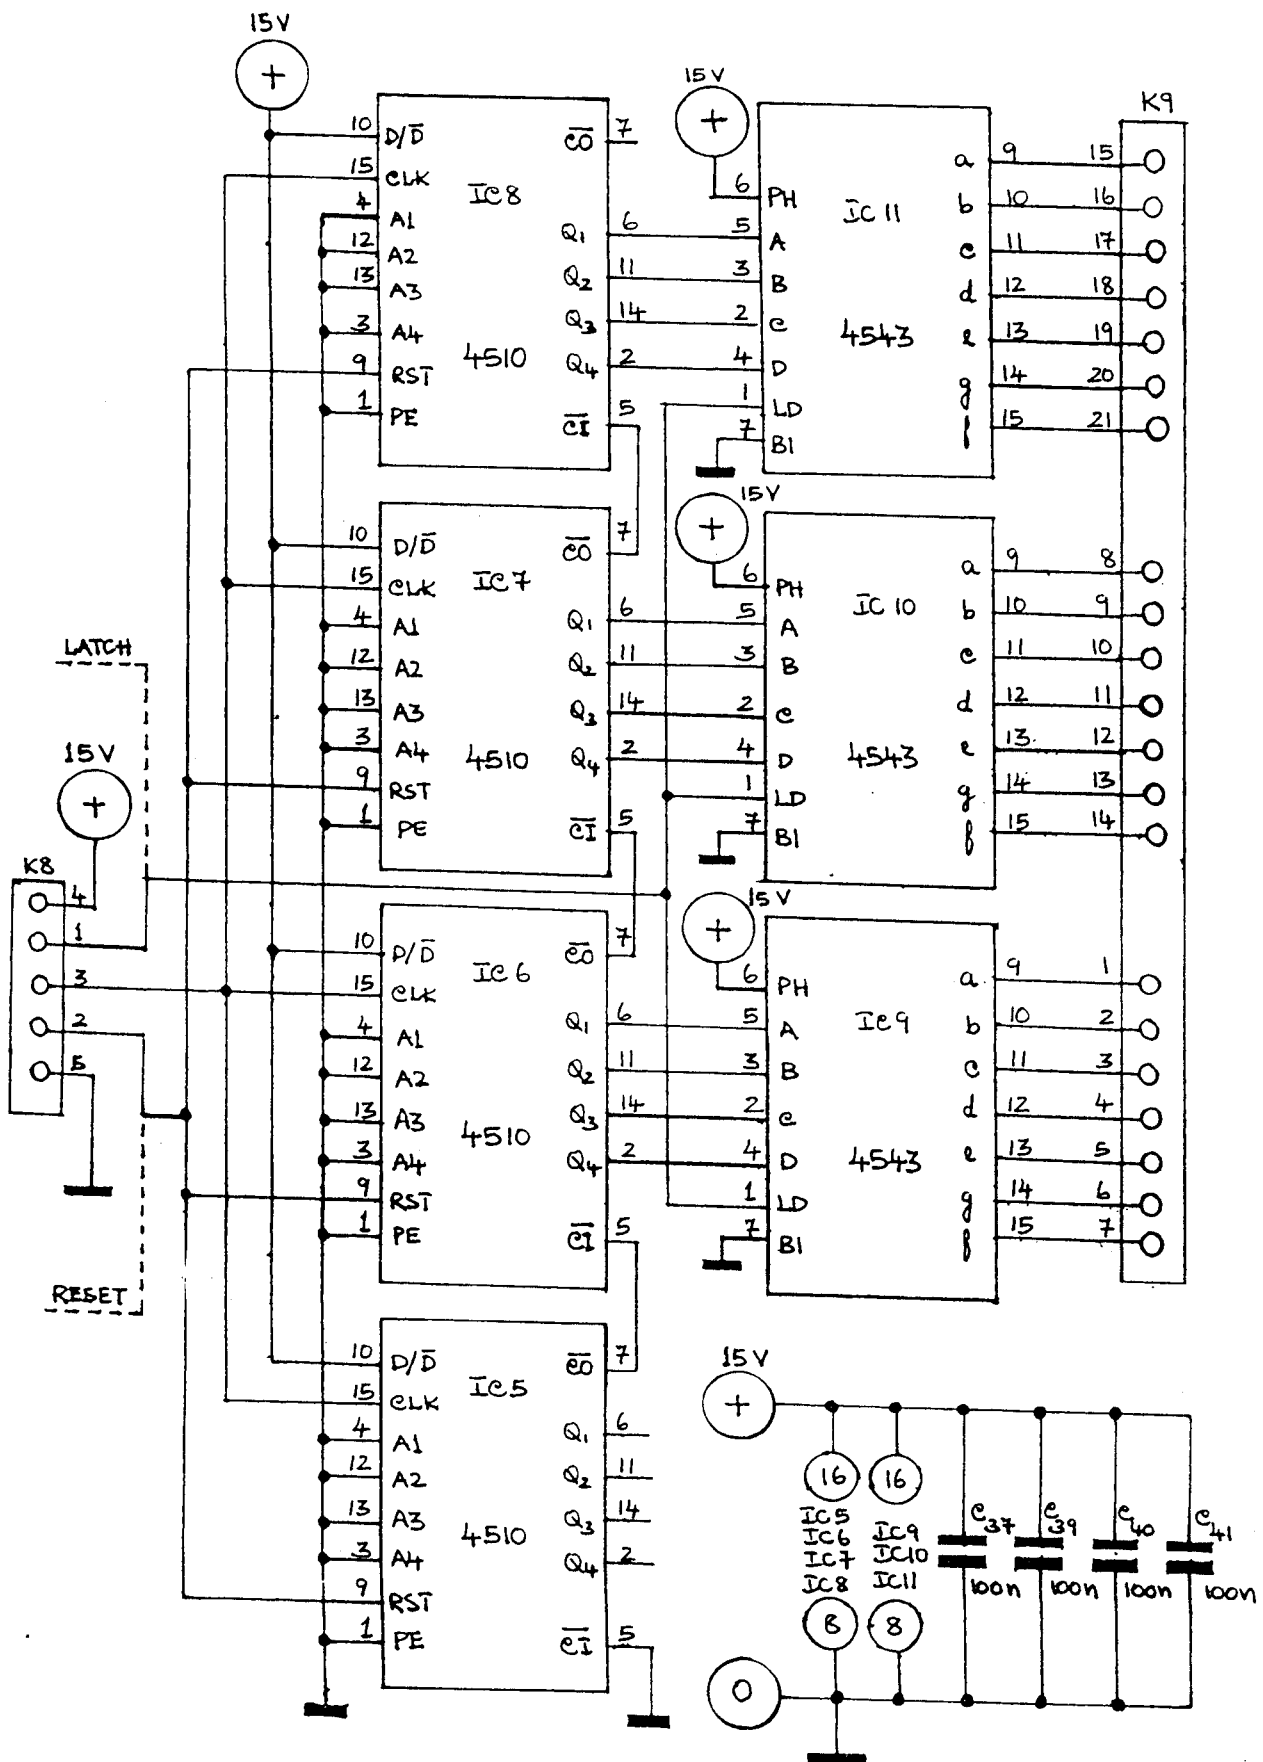 15V
+
10 D/D̅ C̅O̅ 7
15 CLK
IC8
4 A1
12 A2
13 A3
3 A4
9 RST
1 PE
Q1 6
Q2 11
Q3 14
Q4 2
4510
C̅I̅ 5
15V
+
6 PH
5 A
3 B
2 C
4 D
1 LD
7 BI
IC11
4543
K9
a 9 15
b 10 16
c 11 17
d 12 18
e 13 19
g 14 20
f 15 21
10 D/D̅ C̅O̅ 7
15 CLK
IC7
4 A1
12 A2
13 A3
3 A4
9 RST
1 PE
Q1 6
Q2 11
Q3 14
Q4 2
4510
C̅I̅ 5
15V
+
6 PH
5 A
3 B
2 C
4 D
1 LD
7 BI
IC10
4543
a 9 8
b 10 9
c 11 10
d 12 11
e 13 12
g 14 13
f 15 14
LATCH
15V
+
K8
4
1
3
2
5
RESET
10 D/D̅ C̅O̅ 7
15 CLK
IC6
4 A1
12 A2
13 A3
3 A4
9 RST
1 PE
Q1 6
Q2 11
Q3 14
Q4 2
4510
C̅I̅ 5
15V
+
6 PH
5 A
3 B
2 C
4 D
1 LD
7 BI
IC9
4543
a 9 1
b 10 2
c 11 3
d 12 4
e 13 5
g 14 6
f 15 7
10 D/D̅ C̅O̅ 7
15 CLK
IC5
4 A1
12 A2
13 A3
3 A4
9 RST
1 PE
Q1 6
Q2 11
Q3 14
Q4 2
4510
C̅I̅ 5
15V
+
16 16
IC5
IC6 IC9
IC7 IC10
IC8 IC11
8 8
C37 C39 C40 C41
100n 100n 100n 100n
0